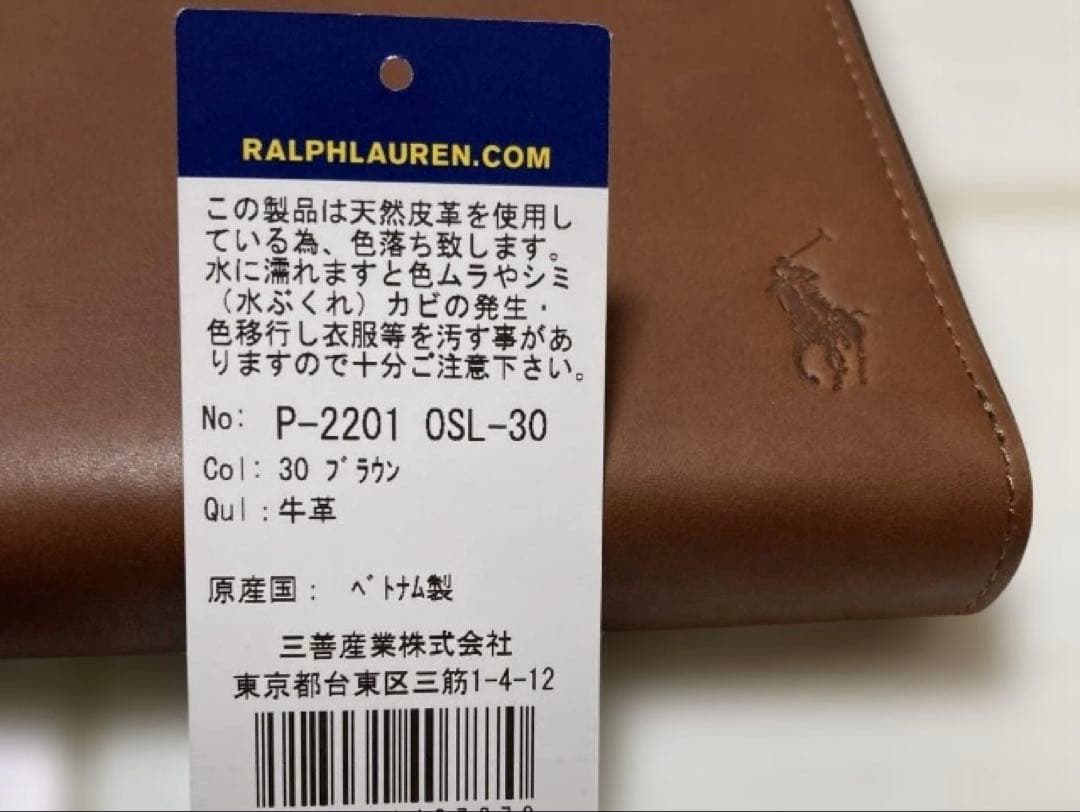 RALPHLAUREN.COM
この製品は天然皮革を使用し
ている為、色落ち致します。
水に濡れますと色ムラやシミ
（水ぶくれ）カビの発生・
色移行し衣服等を汚す事があ
りますので十分ご注意下さい。
No: P-2201 OSL-30
Col: 30 ﾌﾞﾗｳﾝ
Qul：牛革
原産国： ﾍﾞﾄﾅﾑ製
三善産業株式会社
東京都台東区三筋1-4-12